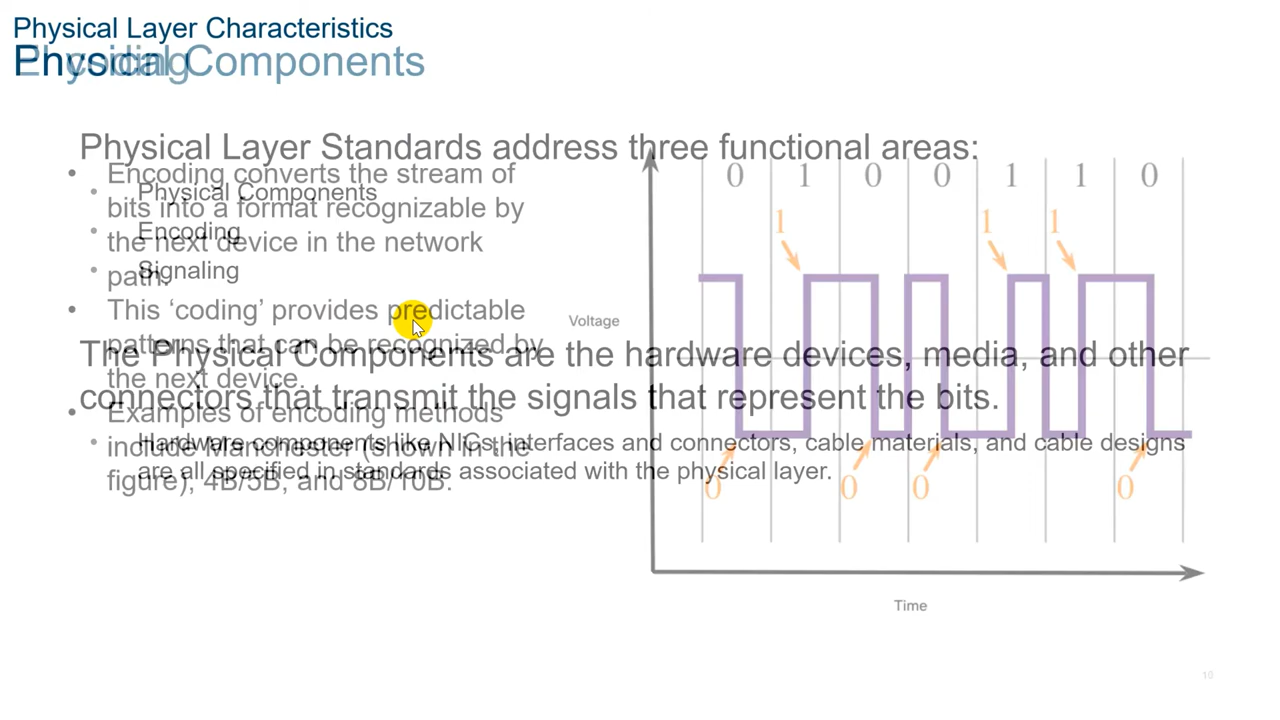 Physical Layer Characteristics
Physical Components
Encoding
Physical Layer Standards address three functional areas:
• Physical Components
• Encoding
• Signaling
The Physical Components are the hardware devices, media, and other
connectors that transmit the signals that represent the bits.
• Hardware components like NICs, interfaces and connectors, cable materials, and cable designs
are all specified in standards associated with the physical layer.
• Encoding converts the stream of
bits into a format recognizable by
the next device in the network
path.
• This ‘coding’ provides predictable
patterns that can be recognized by
the next device.
• Examples of encoding methods
include Manchester (shown in the
figure), 4B/5B, and 8B/10B.
0 1 0 0 1 1 0
1 1 1
Voltage
0 0 0 0
Time
10